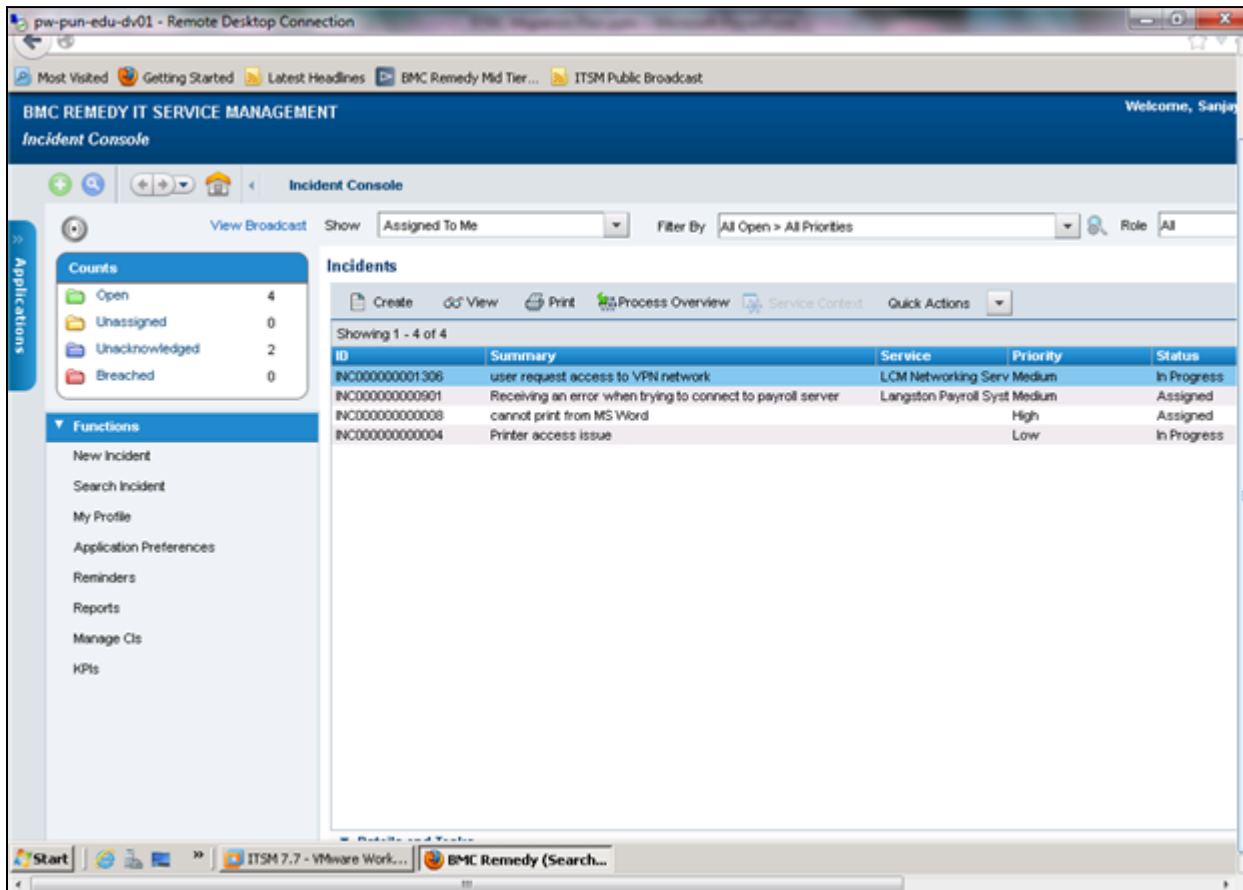 pw-pun-edu-dv01 - Remote Desktop Connection
Most Visited Getting Started Latest Headlines BMC Remedy Mid Tier... ITSM Public Broadcast
BMC REMEDY IT SERVICE MANAGEMENT Welcome, Sanjay
Incident Console
Incident Console
View Broadcast Show Assigned To Me Filter By All Open > All Priorities Role All
Applications
Counts
Open 4
Unassigned 0
Unacknowledged 2
Breached 0
Functions
New Incident
Search Incident
My Profile
Application Preferences
Reminders
Reports
Manage CIs
KPIs
Incidents
Create View Print Process Overview Service Context Quick Actions
Showing 1 - 4 of 4
ID Summary Service Priority Status
INC000000001306 user request access to VPN network LCM Networking Serv Medium In Progress
INC000000000901 Receiving an error when trying to connect to payroll server Langston Payroll Syst Medium Assigned
INC000000000008 cannot print from MS Word High Assigned
INC000000000004 Printer access issue Low In Progress
Details and Tasks
Start ITSM 7.7 - VMware Work... BMC Remedy (Search...